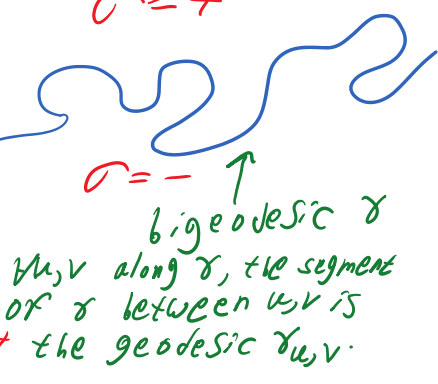 σ = +
σ = -
bigeodesic γ
∀u,v along γ, the segment
of γ between u,v is
the geodesic γu,v.